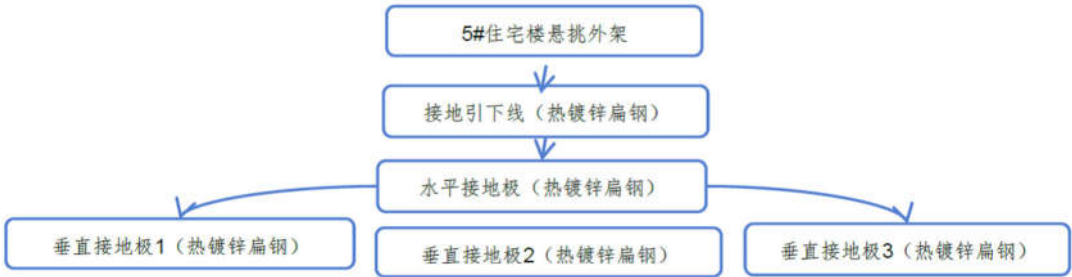 5#住宅楼悬挑外架
接地引下线（热镀锌扁钢）
水平接地极（热镀锌扁钢）
垂直接地极1（热镀锌扁钢）
垂直接地极2（热镀锌扁钢）
垂直接地极3（热镀锌扁钢）